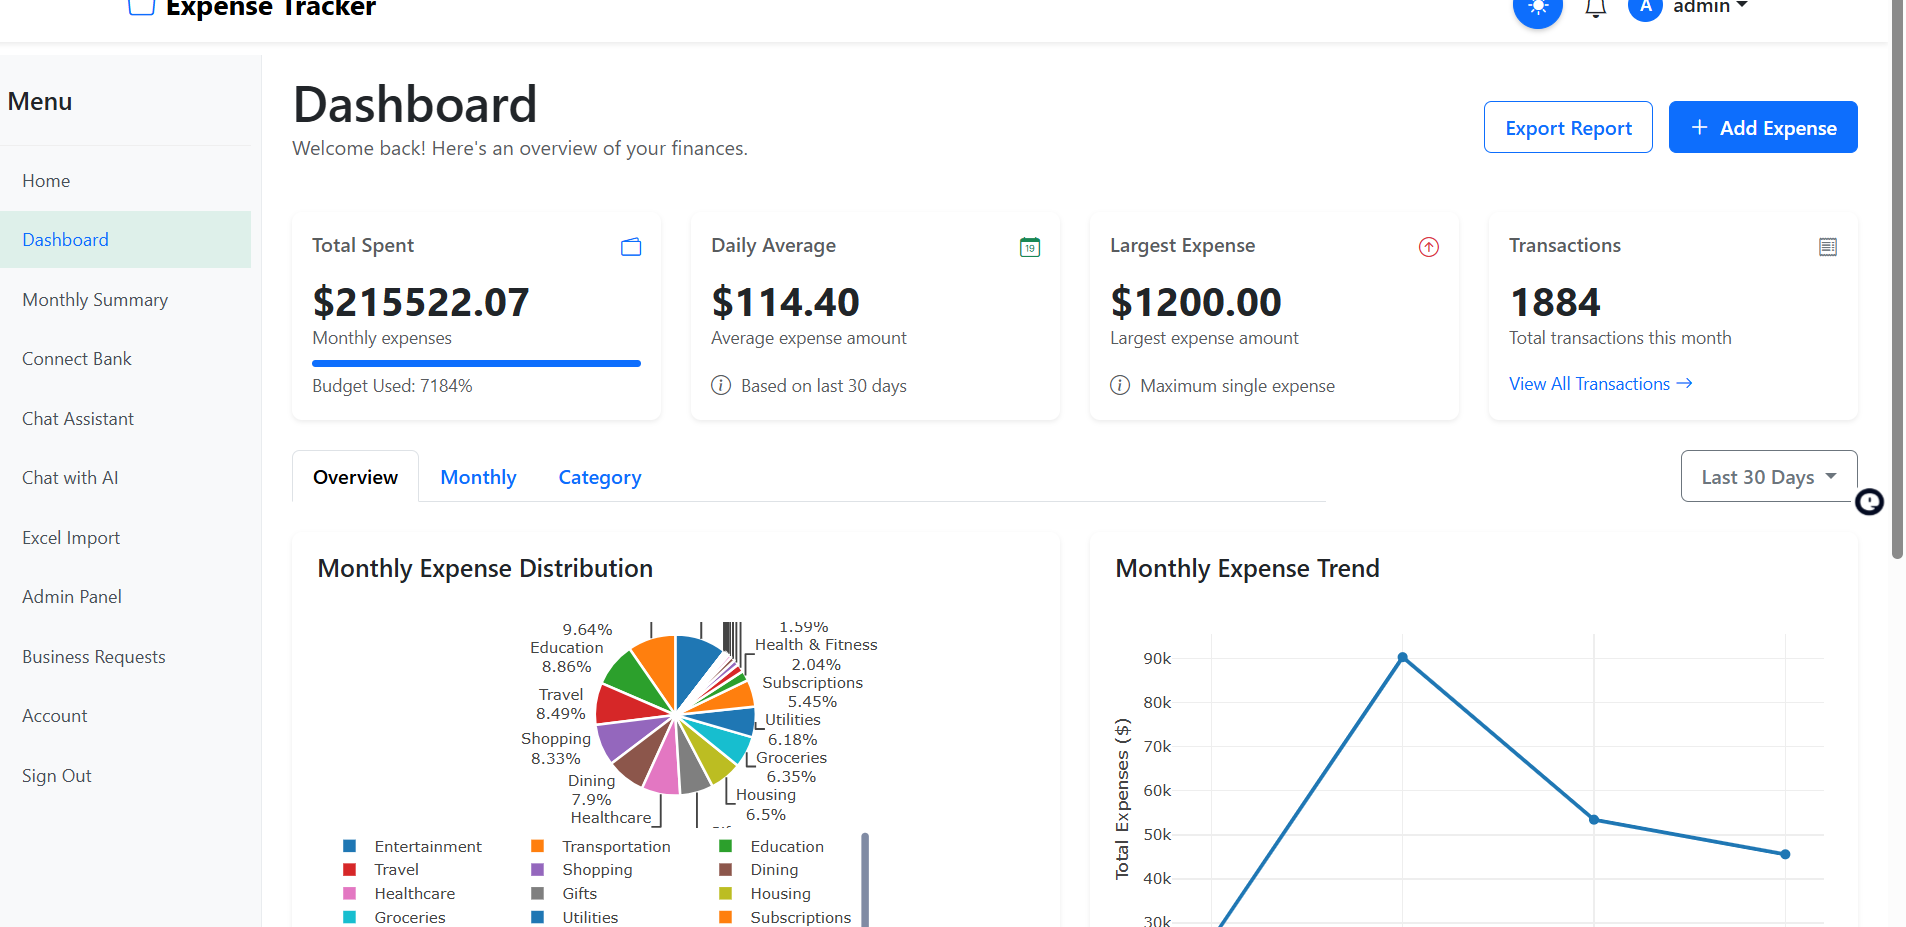 Expense Tracker
A admin
Menu
Home
Dashboard
Monthly Summary
Connect Bank
Chat Assistant
Chat with AI
Excel Import
Admin Panel
Business Requests
Account
Sign Out
Dashboard
Welcome back! Here's an overview of your finances.
Export Report
+ Add Expense
Total Spent
$215522.07
Monthly expenses
Budget Used: 7184%
Daily Average
19
$114.40
Average expense amount
Based on last 30 days
Largest Expense
$1200.00
Largest expense amount
Maximum single expense
Transactions
1884
Total transactions this month
View All Transactions →
Overview
Monthly
Category
Last 30 Days
Monthly Expense Distribution
9.64%
Education
8.86%
Travel
8.49%
Shopping
8.33%
Dining
7.9%
Healthcare
1.59%
Health & Fitness
2.04%
Subscriptions
5.45%
Utilities
6.18%
Groceries
6.35%
Housing
6.5%
Entertainment
Transportation
Education
Travel
Shopping
Dining
Healthcare
Gifts
Housing
Groceries
Utilities
Subscriptions
Monthly Expense Trend
Total Expenses ($)
90k
80k
70k
60k
50k
40k
30k